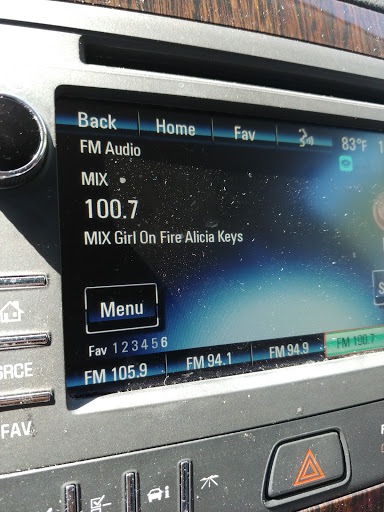 Back Home Fav 83°F 1
FM Audio
MIX
100.7
MIX Girl On Fire Alicia Keys
Menu
S
Fav 1 2 3 4 5 6
FM 105.9 FM 94.1 FM 94.9 FM 100.7
SRCE
FAV